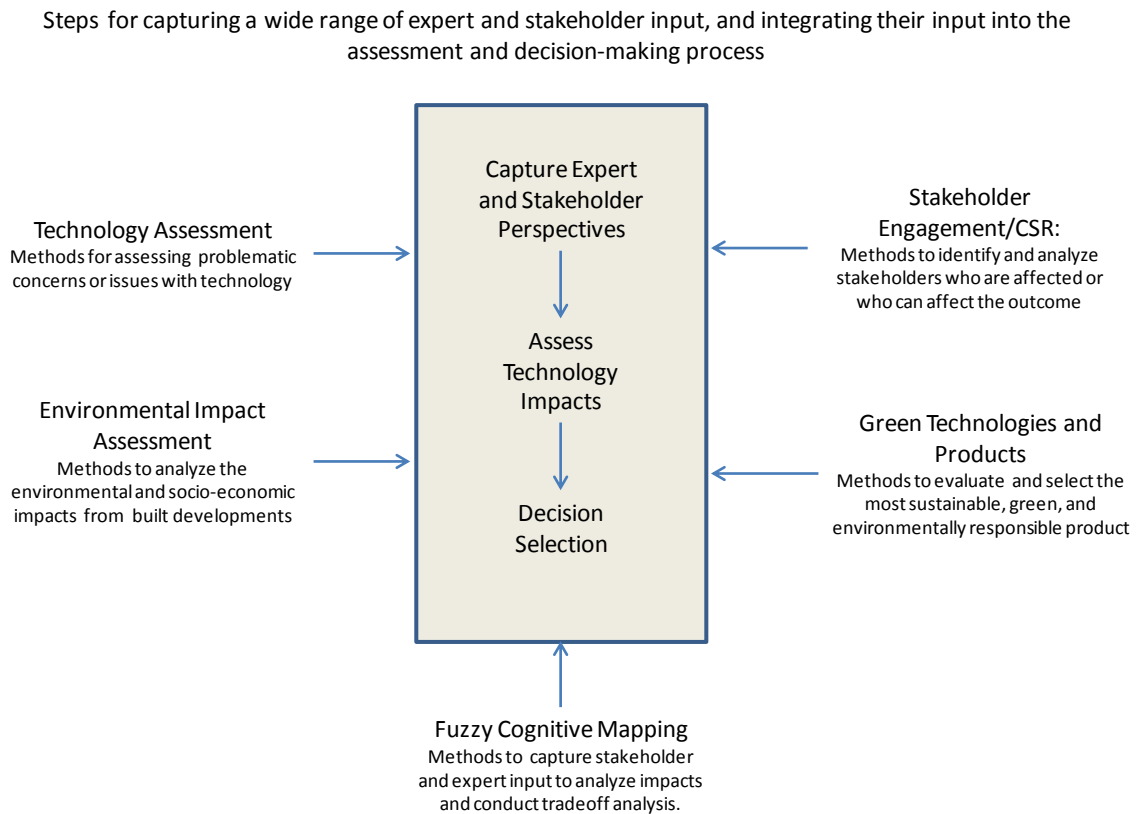 Steps for capturing a wide range of expert and stakeholder input, and integrating their input into the
assessment and decision-making process
Capture Expert
and Stakeholder
Perspectives
Assess
Technology
Impacts
Decision
Selection
Technology Assessment
Methods for assessing problematic
concerns or issues with technology
Environmental Impact
Assessment
Methods to analyze the
environmental and socio-economic
impacts from built developments
Stakeholder
Engagement/CSR:
Methods to identify and analyze
stakeholders who are affected or
who can affect the outcome
Green Technologies and
Products
Methods to evaluate and select the
most sustainable, green, and
environmentally responsible product
Fuzzy Cognitive Mapping
Methods to capture stakeholder
and expert input to analyze impacts
and conduct tradeoff analysis.